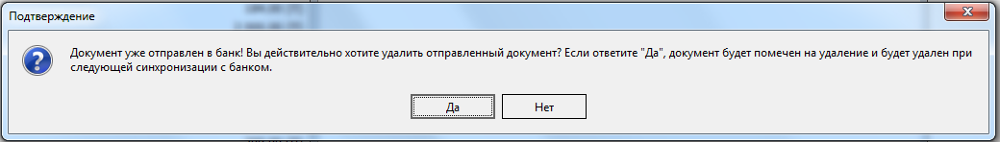 Подтверждение
Документ уже отправлен в банк! Вы действительно хотите удалить отправленный документ? Если ответите "Да", документ будет помечен на удаление и будет удален при
следующей синхронизации с банком.
Да
Нет